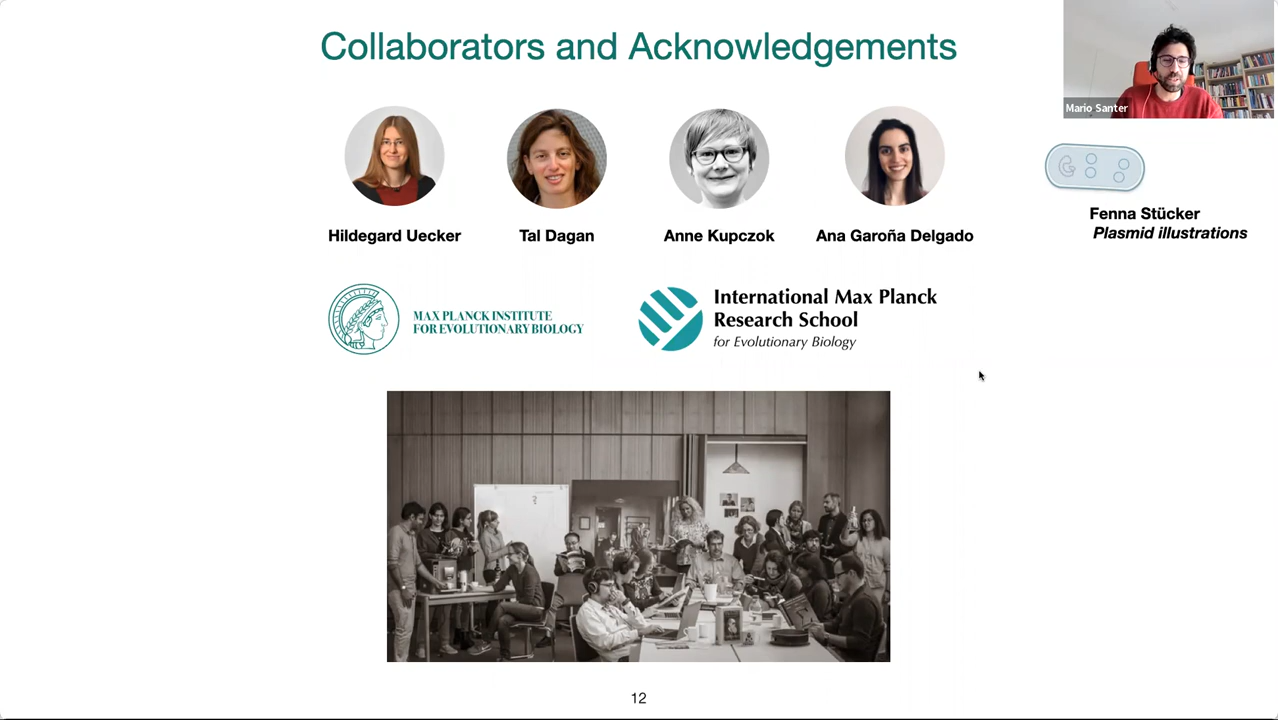 Collaborators and Acknowledgements
Mario Santer
Hildegard Uecker
Tal Dagan
Anne Kupczok
Ana Garoña Delgado
Fenna Stücker
Plasmid illustrations
MAX PLANCK INSTITUTE
FOR EVOLUTIONARY BIOLOGY
International Max Planck
Research School
for Evolutionary Biology
12